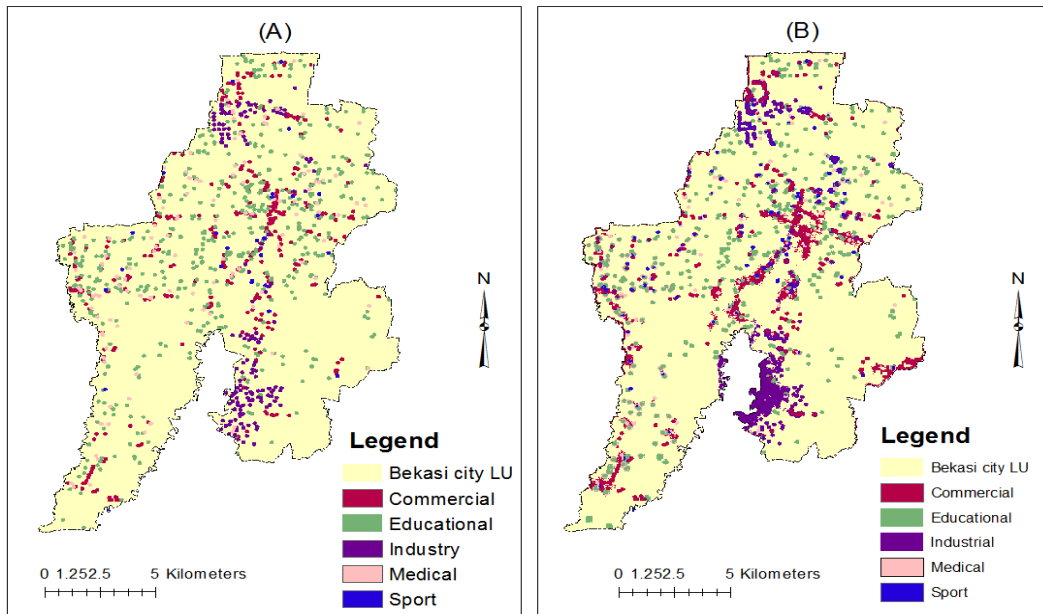 (A)
N
Legend
Bekasi city LU
Commercial
Educational
Industry
Medical
Sport
0 1.252.5 5 Kilometers
(B)
N
Legend
Bekasi city LU
Commercial
Educational
Industrial
Medical
Sport
0 1.252.5 5 Kilometers